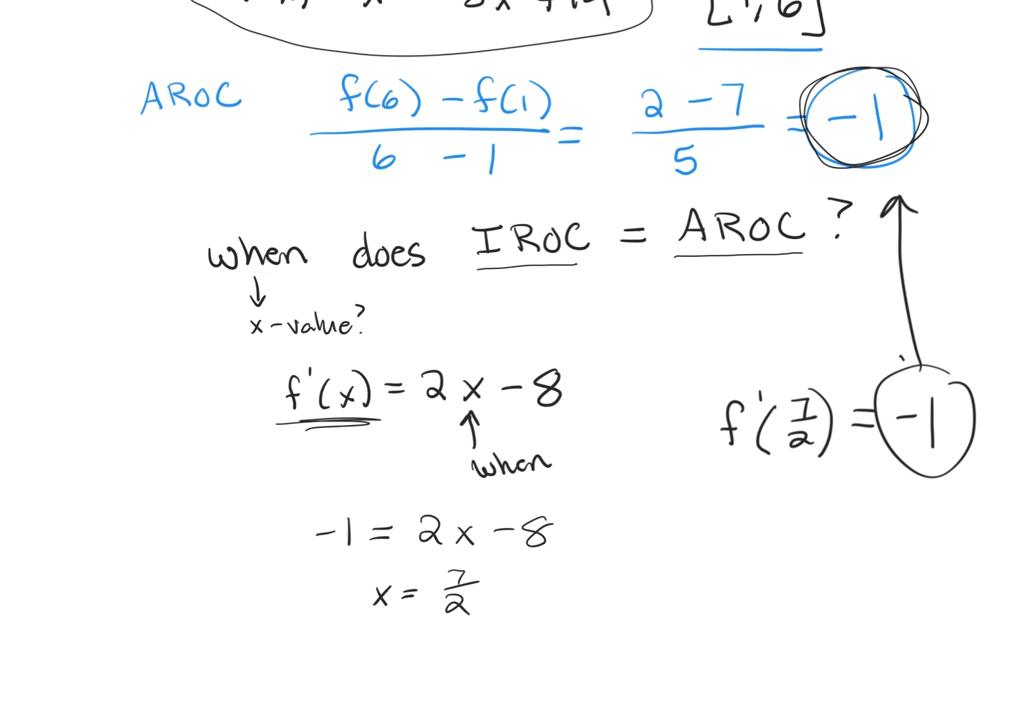 [1, 6]
AROC f(6) - f(1) / 6 - 1 = 2 - 7 / 5 = -1
when does IROC = AROC ?
x-value?
f'(x) = 2x - 8
f'(7/2) = -1
when
-1 = 2x - 8
x = 7/2